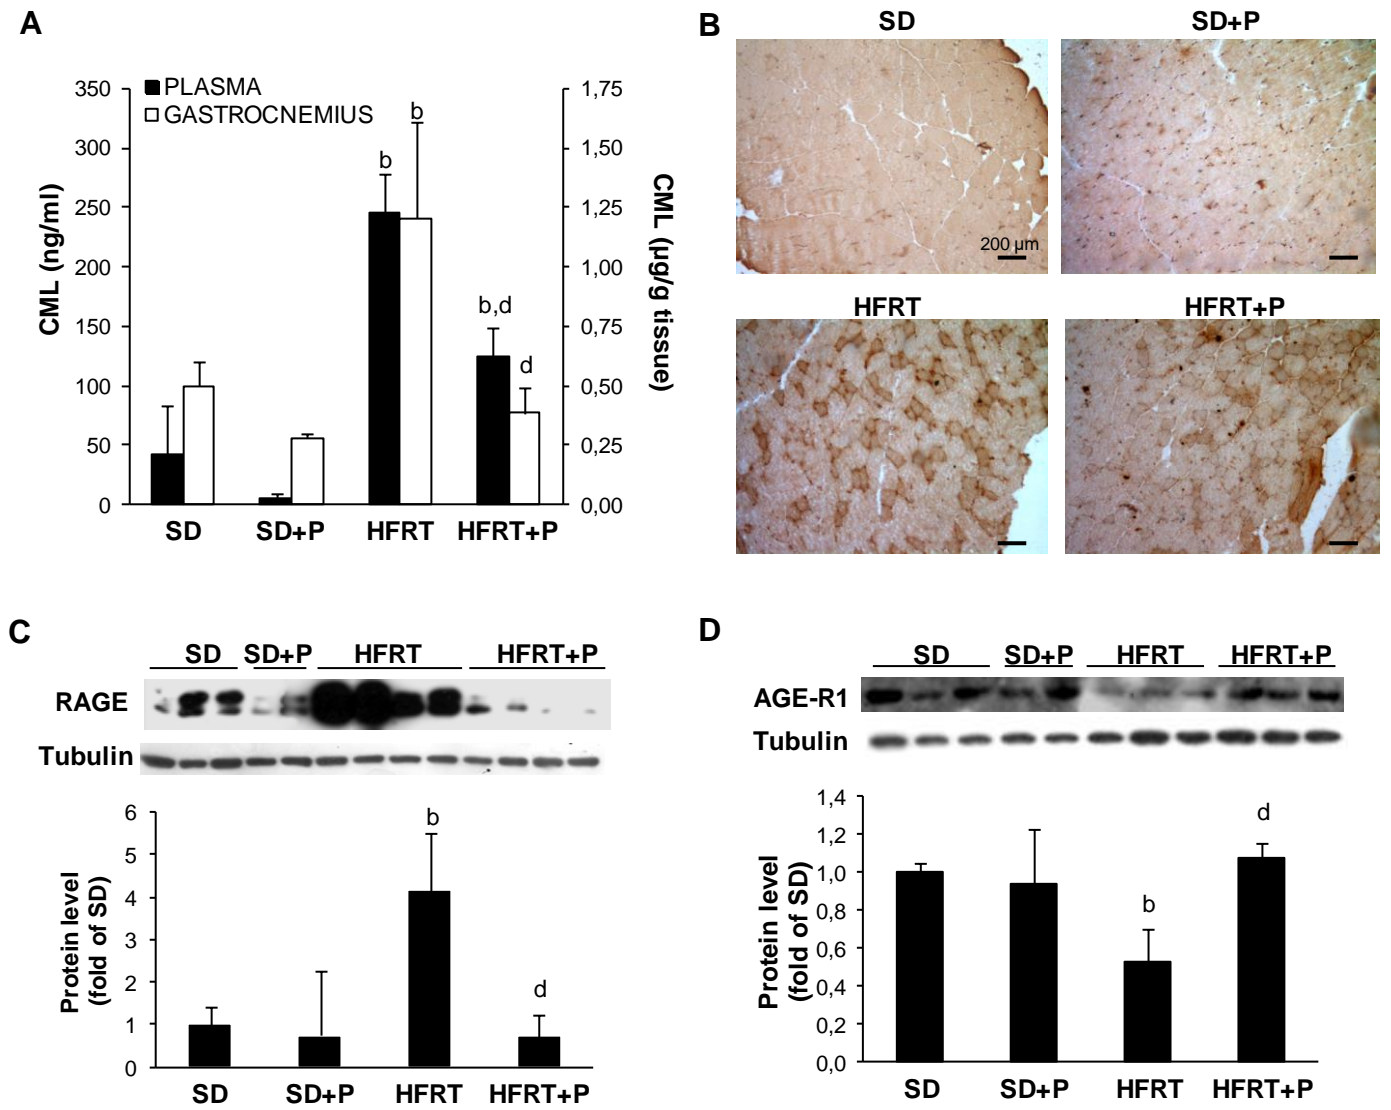 A
PLASMA
GASTROCNEMIUS
CML (ng/ml)
350
300
250
200
150
100
50
0
1,75
1,50
1,25
1,00
0,75
0,50
0,25
0,00
CML (µg/g tissue)
b
b
b,d
d
SD SD+P HFRT HFRT+P
B
SD SD+P
200 µm
HFRT HFRT+P
C
SD SD+P HFRT HFRT+P
RAGE
Tubulin
Protein level
(fold of SD)
6
5
4
3
2
1
0
b
d
SD SD+P HFRT HFRT+P
D
SD SD+P HFRT HFRT+P
AGE-R1
Tubulin
Protein level
(fold of SD)
1,4
1,2
1,0
0,8
0,6
0,4
0,2
0,0
b
d
SD SD+P HFRT HFRT+P